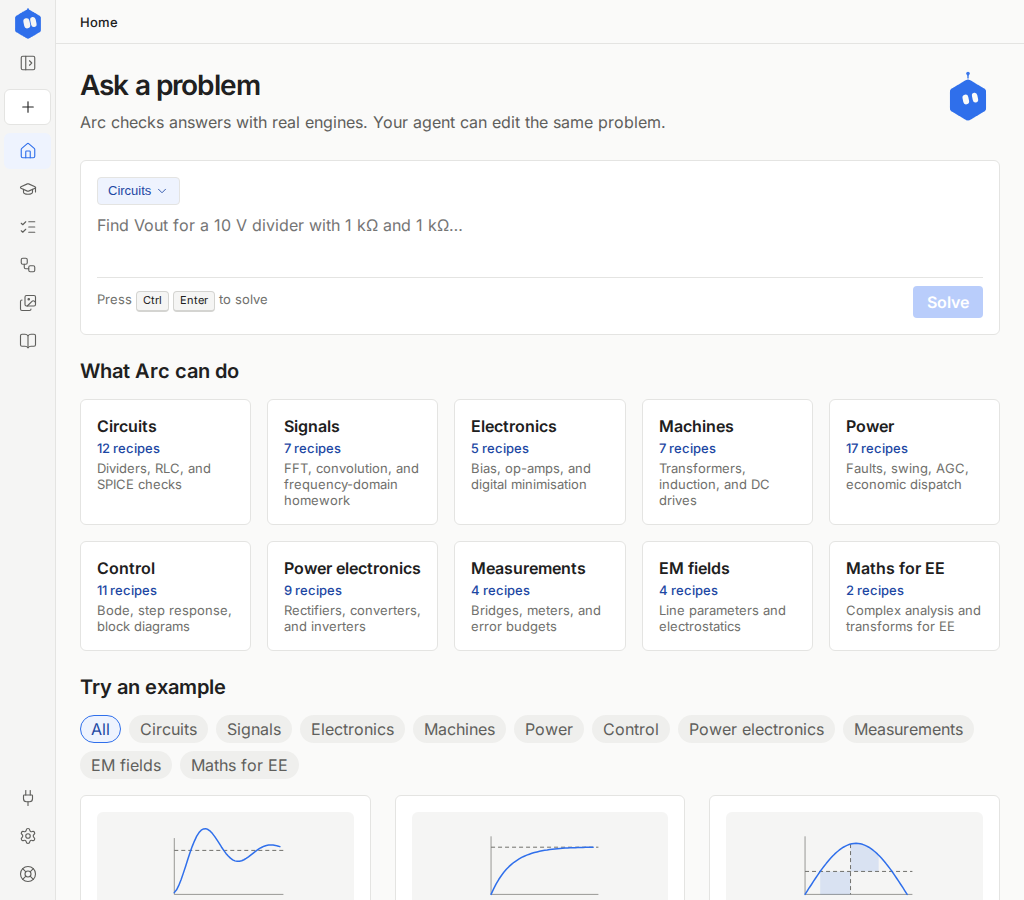 Home
Ask a problem
Arc checks answers with real engines. Your agent can edit the same problem.
Circuits
Find Vout for a 10 V divider with 1 kΩ and 1 kΩ...
Press Ctrl Enter to solve
Solve
What Arc can do
Circuits
12 recipes
Dividers, RLC, and
SPICE checks
Signals
7 recipes
FFT, convolution, and
frequency-domain
homework
Electronics
5 recipes
Bias, op-amps, and
digital minimisation
Machines
7 recipes
Transformers,
induction, and DC
drives
Power
17 recipes
Faults, swing, AGC,
economic dispatch
Control
11 recipes
Bode, step response,
block diagrams
Power electronics
9 recipes
Rectifiers, converters,
and inverters
Measurements
4 recipes
Bridges, meters, and
error budgets
EM fields
4 recipes
Line parameters and
electrostatics
Maths for EE
2 recipes
Complex analysis and
transforms for EE
Try an example
All Circuits Signals Electronics Machines Power Control Power electronics Measurements
EM fields Maths for EE